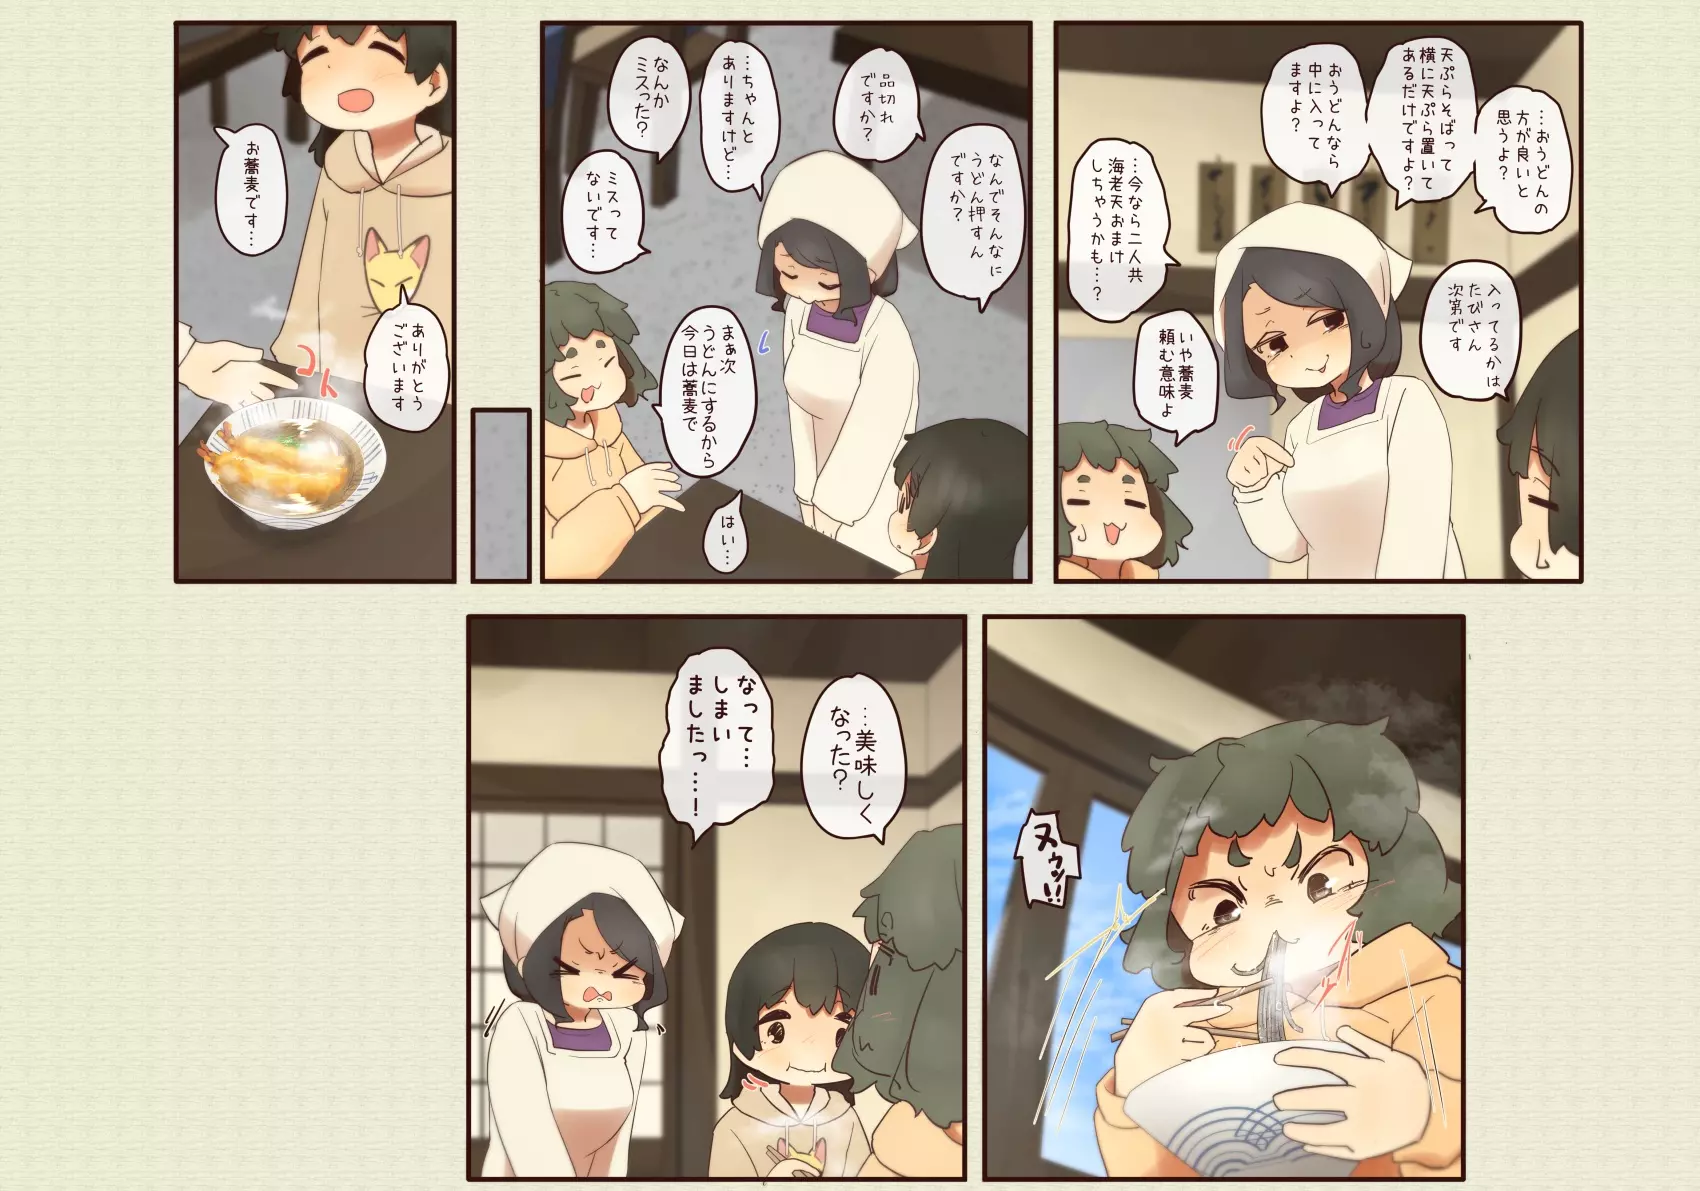 …おうどんの
方が良いと
思うよ?
天ぷらそばって
横に天ぷら置いて
あるだけですよ?
おうどんなら
中に入って
ますよ?
入ってるかは
たびさん
次第です
…今なら二人共
海老天おまけ
しちゃうかも…?
いや蕎麦
頼む意味よ
なんでそんなに
うどん押すん
ですか?
品切れ
ですか?
…ちゃんと
ありますけど…
なんか
ミスった?
ミスって
ないです…
まぁ次
うどんにするから
今日は蕎麦で
はい…
お蕎麦です…
コト
ありがとう
ございます
ヌゥッ!!
…美味しく
なった?
なって…
しまい
ましたっ…!